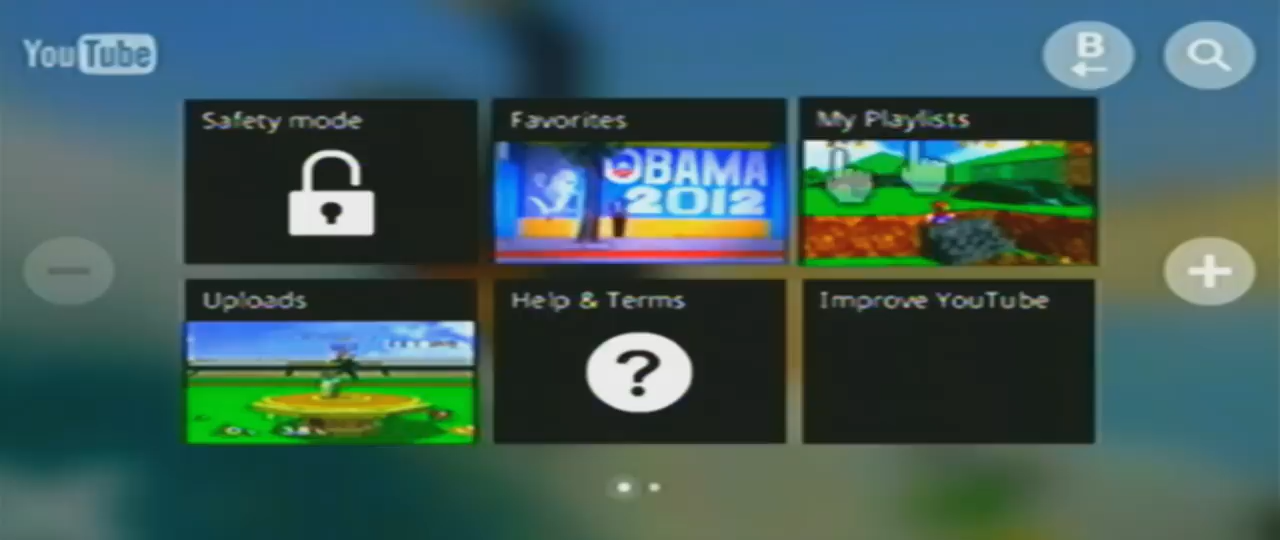 YouTube
B
Safety mode
Favorites
My Playlists
OBAMA
2012
Uploads
Help & Terms
?
Improve YouTube